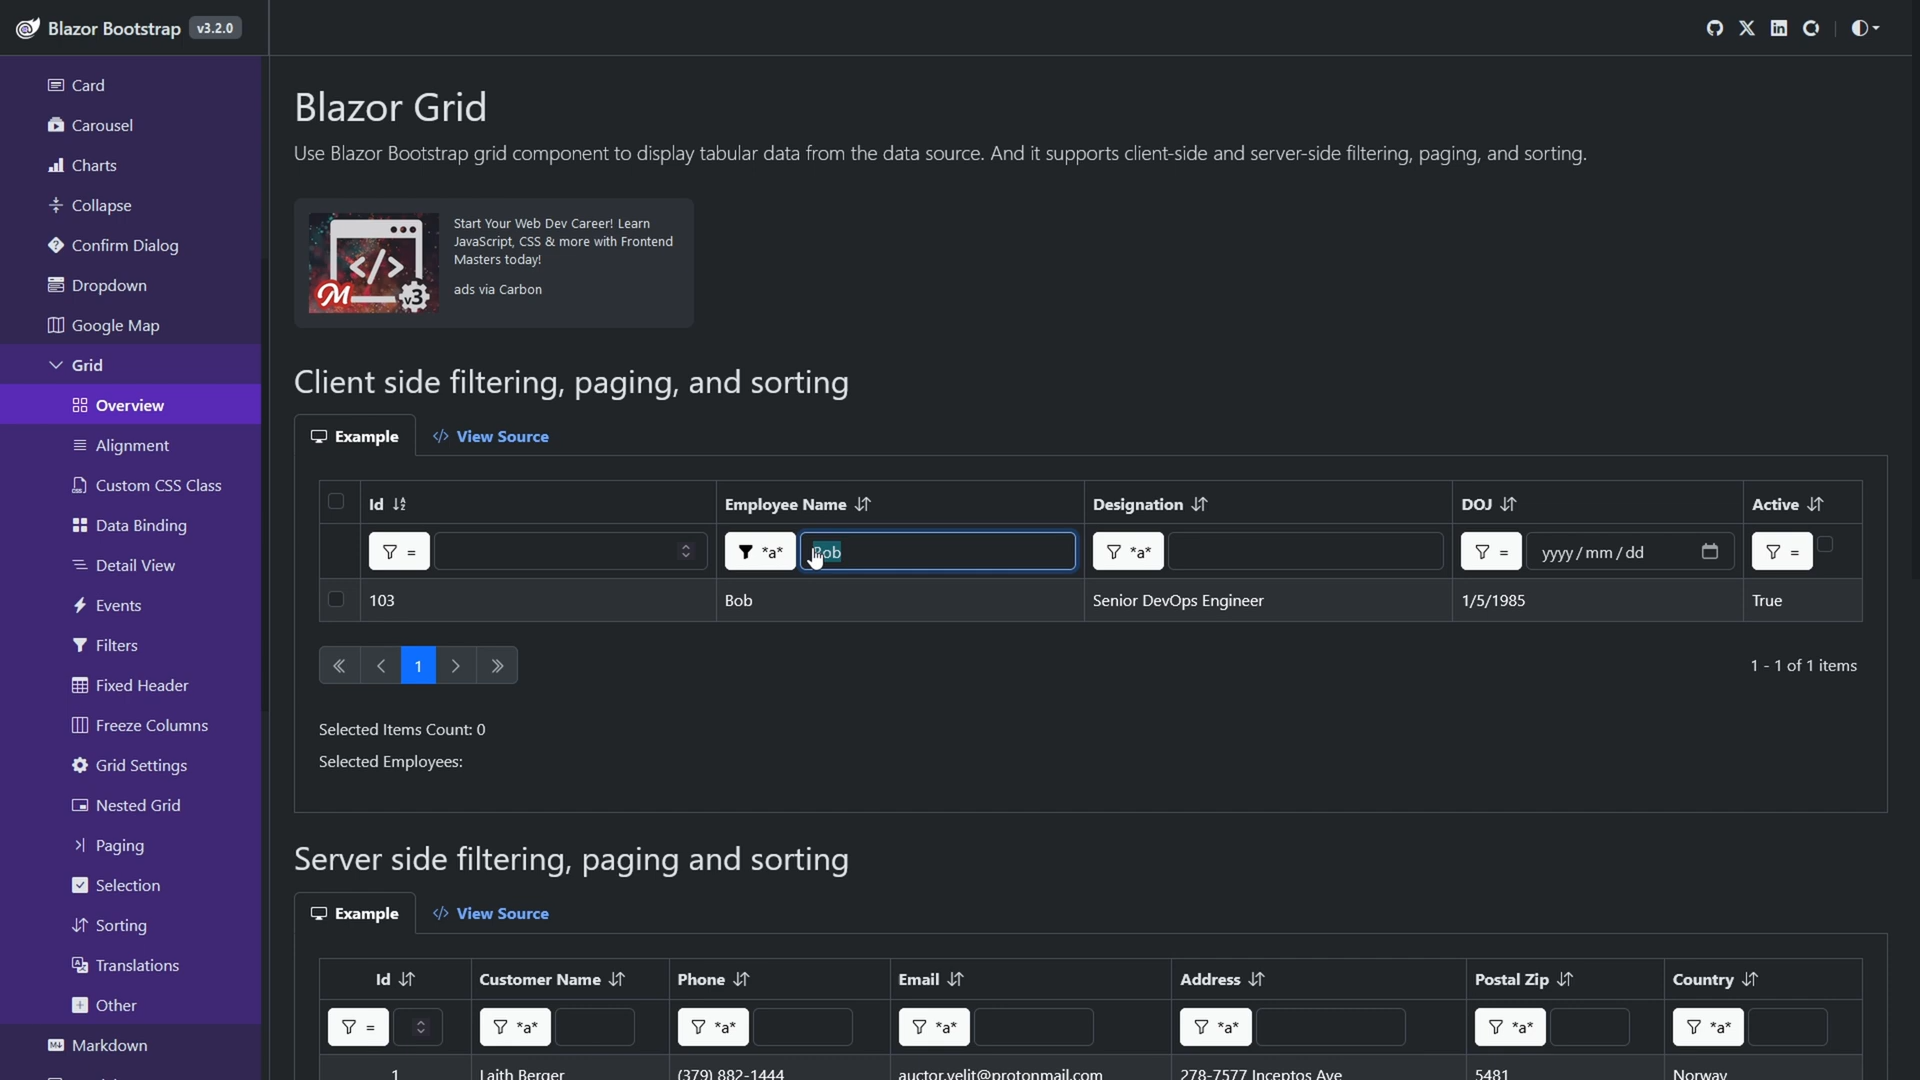 Blazor Bootstrap v3.2.0
Card
Carousel
Charts
Collapse
Confirm Dialog
Dropdown
Google Map
Grid
Overview
Alignment
Custom CSS Class
Data Binding
Detail View
Events
Filters
Fixed Header
Freeze Columns
Grid Settings
Nested Grid
Paging
Selection
Sorting
Translations
Other
Markdown
Blazor Grid
Use Blazor Bootstrap grid component to display tabular data from the data source. And it supports client-side and server-side filtering, paging, and sorting.
Start Your Web Dev Career! Learn
JavaScript, CSS & more with Frontend
Masters today!
ads via Carbon
</>
M v3
Client side filtering, paging, and sorting
Example </> View Source
Id Employee Name Designation DOJ Active
= *a* Bob *a* = yyyy/mm/dd =
103 Bob Senior DevOps Engineer 1/5/1985 True
« ‹ 1 › » 1 - 1 of 1 items
Selected Items Count: 0
Selected Employees:
Server side filtering, paging and sorting
Example </> View Source
Id Customer Name Phone Email Address Postal Zip Country
= *a* *a* *a* *a* *a* *a*
1 Laith Berger (379) 882-1444 auctor.velit@protonmail.com 278-7577 Inceptos Ave 5481 Norway